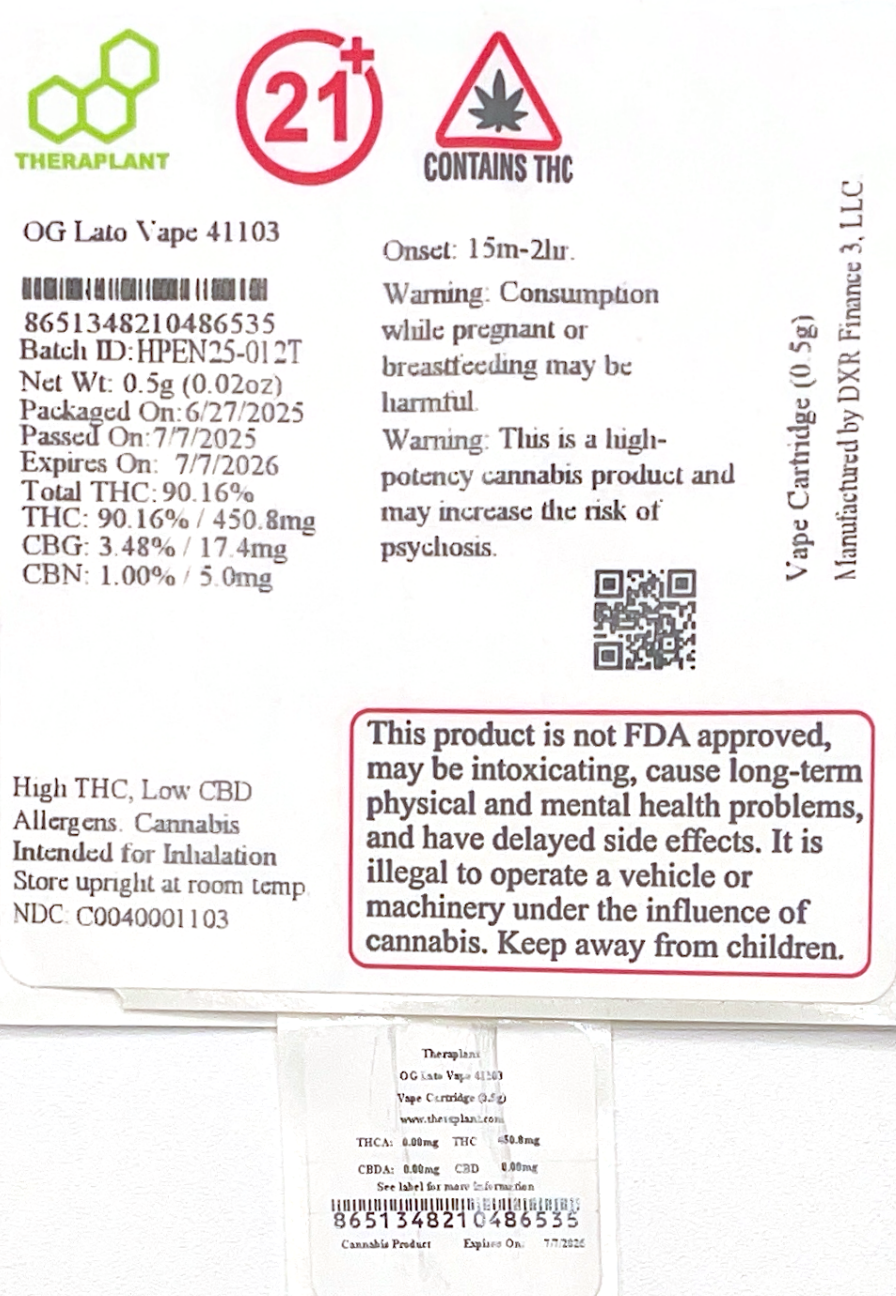 THERAPLANT
21+
CONTAINS THC
OG Lato Vape 41103
8651348210486535
Batch ID: HPEN25-012T
Net Wt: 0.5g (0.02oz)
Packaged On: 6/27/2025
Passed On: 7/7/2025
Expires On: 7/7/2026
Total THC: 90.16%
THC: 90.16% / 450.8mg
CBG: 3.48% / 17.4mg
CBN: 1.00% / 5.0mg
High THC, Low CBD
Allergens. Cannabis
Intended for Inhalation
Store upright at room temp
NDC: C0040001103
Onset: 15m-2hr.
Warning: Consumption
while pregnant or
breastfeeding may be
harmful.
Warning: This is a high-
potency cannabis product and
may increase the risk of
psychosis.
Vape Cartridge (0.5g)
Manufactured by DXR Finance 3, LLC
This product is not FDA approved,
may be intoxicating, cause long-term
physical and mental health problems,
and have delayed side effects. It is
illegal to operate a vehicle or
machinery under the influence of
cannabis. Keep away from children.
Theraplant
OG Lato Vape 41103
Vape Cartridge (0.5g)
www.theraplant.com
THCA: 0.00mg THC 450.8mg
CBDA: 0.00mg CBD 0.00mg
See label for more information
8651348210486535
Cannabis Product Expires On: 7/7/2026